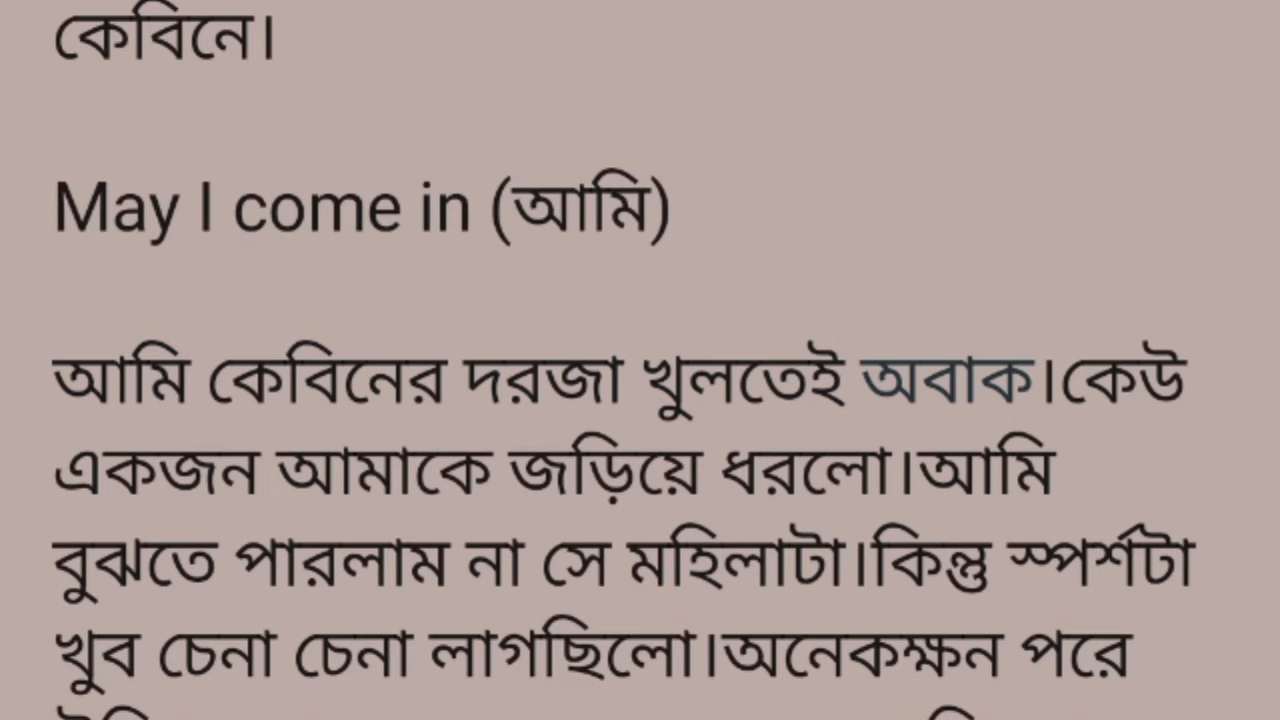 কেবিনে।
May I come in (আমি)
আমি কেবিনের দরজা খুলতেই অবাক।কেউ
একজন আমাকে জড়িয়ে ধরলো।আমি
বুঝতে পারলাম না সে মহিলাটা।কিন্তু স্পর্শটা
খুব চেনা চেনা লাগছিলো।অনেকক্ষন পরে